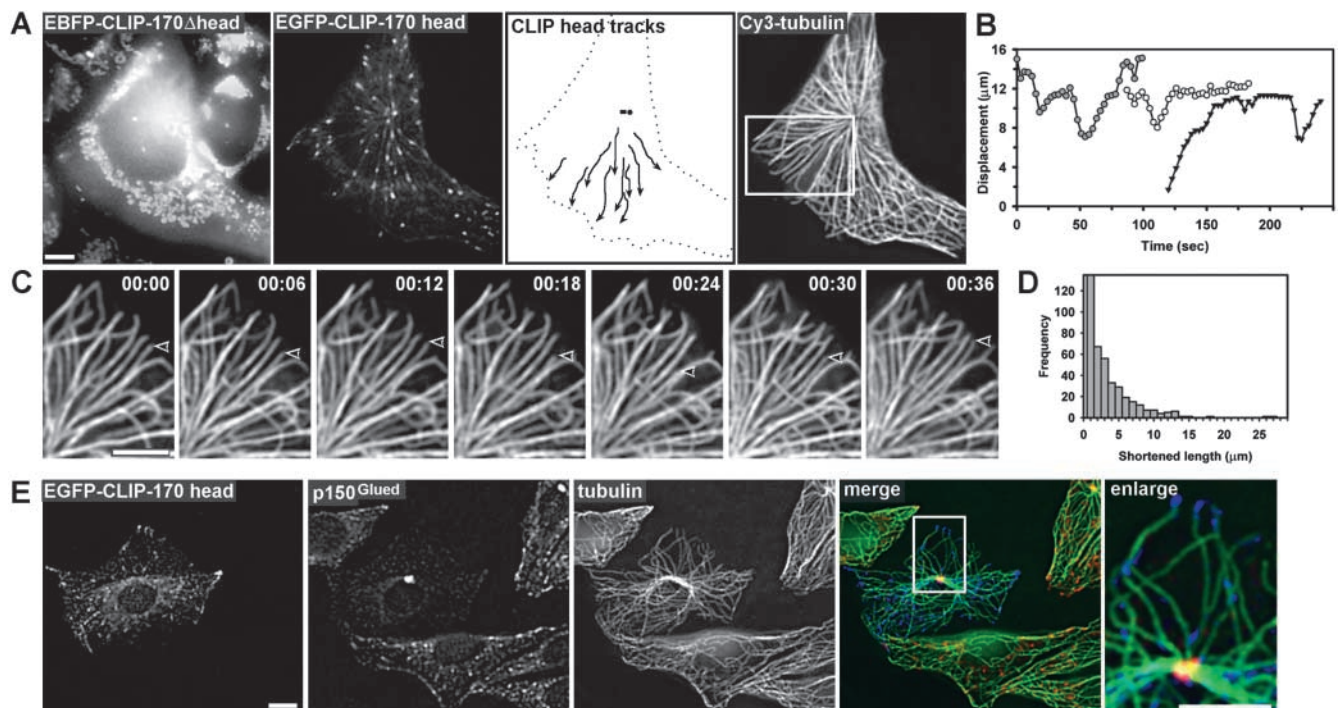 A
EBFP-CLIP-170Δhead
EGFP-CLIP-170 head
CLIP head tracks
Cy3-tubulin
B
Displacement (μm)
16
12
8
4
0
0 50 100 150 200
Time (sec)
C
00:00
00:06
00:12
00:18
00:24
00:30
00:36
D
Frequency
120
100
80
60
40
20
0
0 5 10 15 20 25
Shortened length (μm)
E
EGFP-CLIP-170 head
p150Glued
tubulin
merge
enlarge